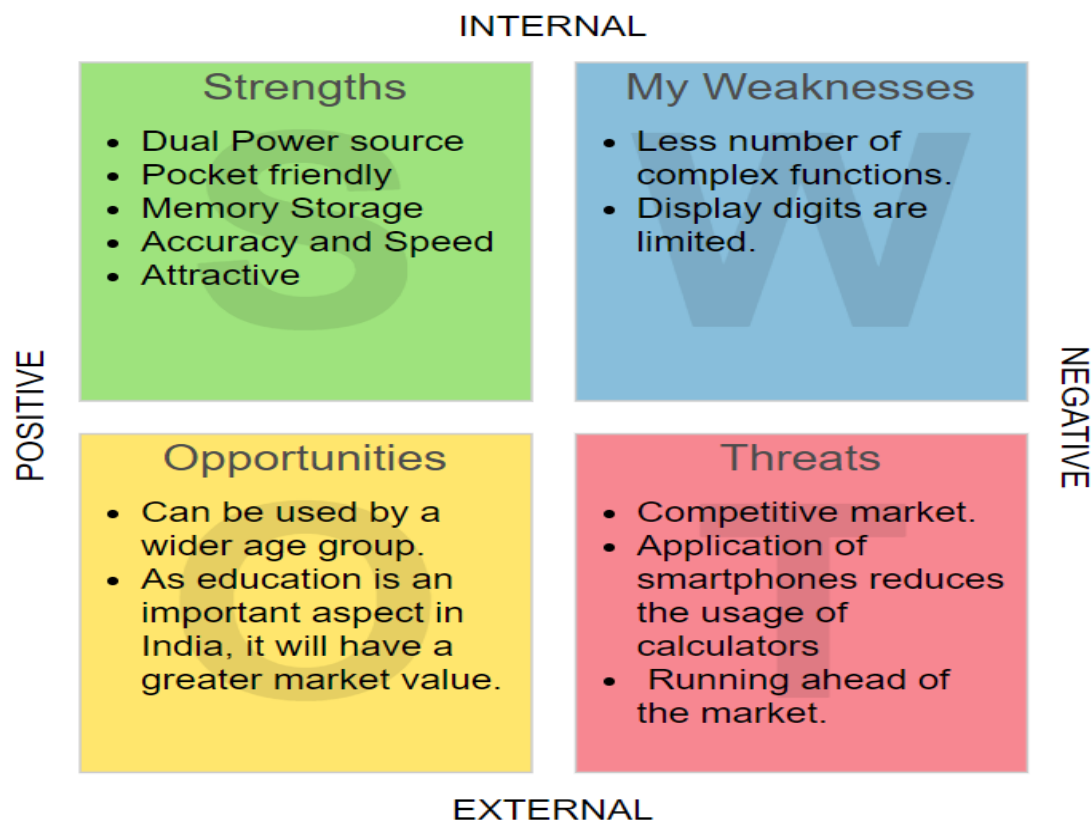 INTERNAL
Strengths
• Dual Power source
• Pocket friendly
• Memory Storage
• Accuracy and Speed
• Attractive
S
My Weaknesses
• Less number of
complex functions.
• Display digits are
limited.
W
POSITIVE
NEGATIVE
Opportunities
• Can be used by a
wider age group.
• As education is an
important aspect in
India, it will have a
greater market value.
O
Threats
• Competitive market.
• Application of
smartphones reduces
the usage of
calculators
• Running ahead of
the market.
T
EXTERNAL